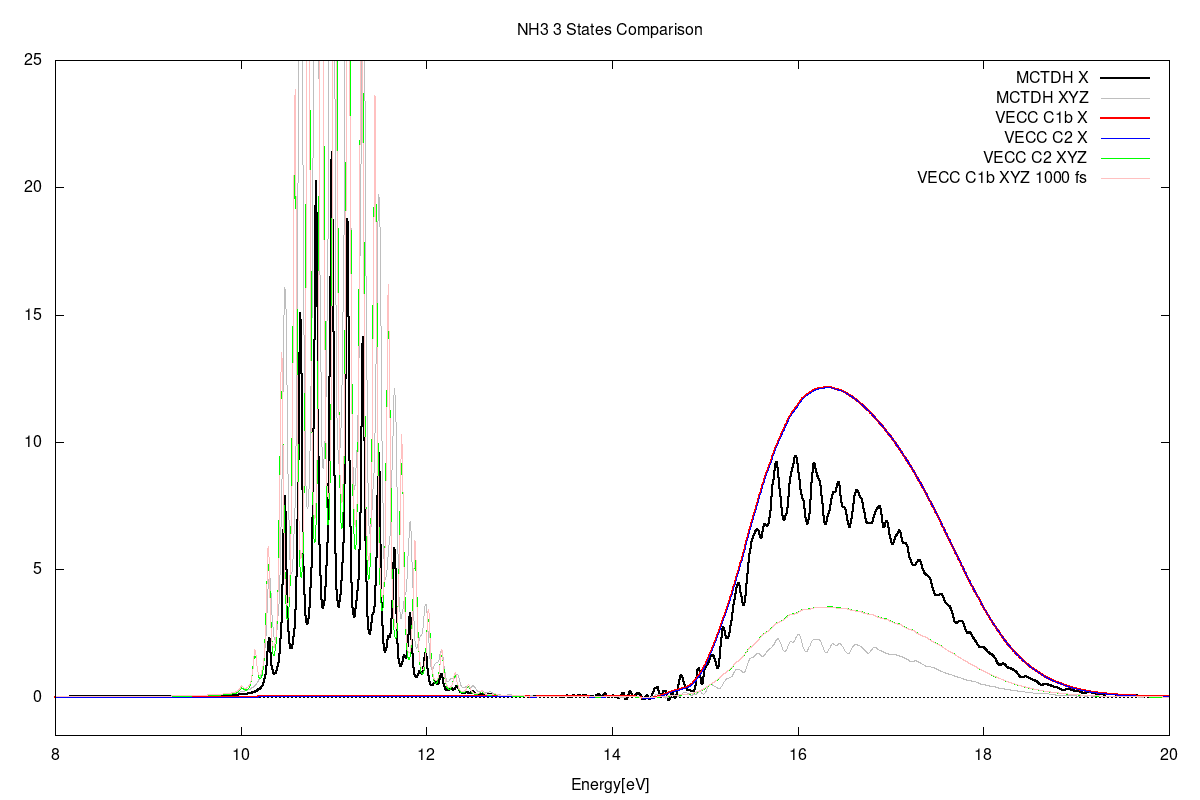 NH3 3 States Comparison
25
20
15
10
5
0
MCTDH X
MCTDH XYZ
VECC C1b X
VECC C2 X
VECC C2 XYZ
VECC C1b XYZ 1000 fs
8 10 12 14 16 18 20
Energy[eV]